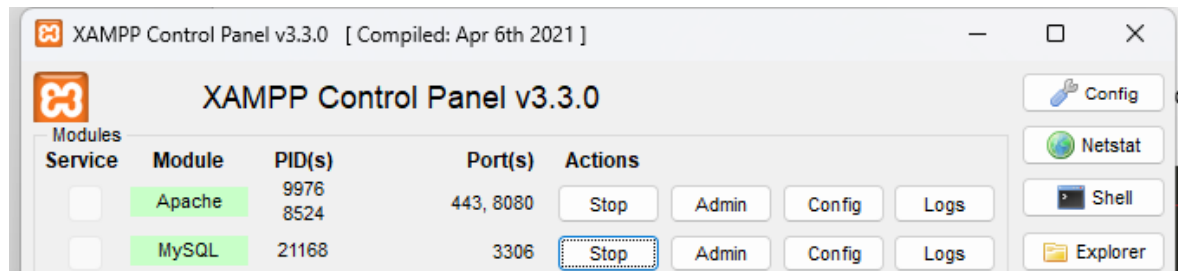 XAMPP Control Panel v3.3.0 [ Compiled: Apr 6th 2021 ]
XAMPP Control Panel v3.3.0
Config
Modules
Netstat
Service Module PID(s) Port(s) Actions
Apache 9976 443, 8080 Stop Admin Config Logs
8524
Shell
MySQL 21168 3306 Stop Admin Config Logs
Explorer